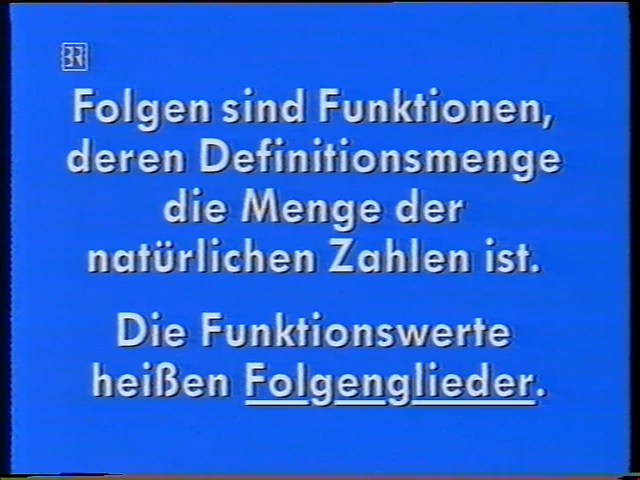 BR
Folgen sind Funktionen,
deren Definitionsmenge
die Menge der
natürlichen Zahlen ist.
Die Funktionswerte
heißen Folgenglieder.